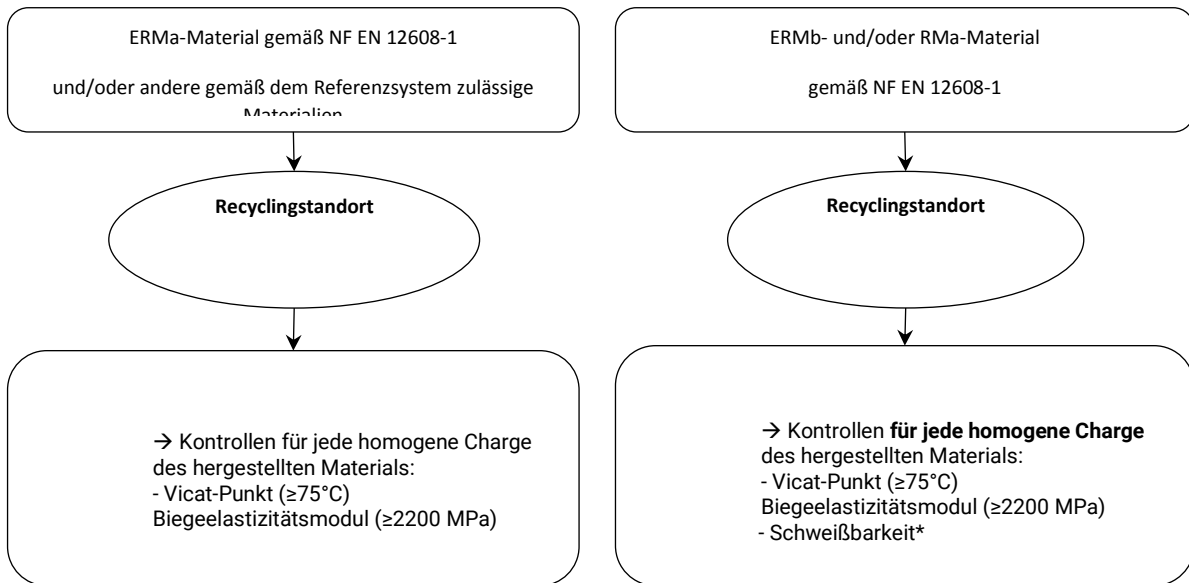 ERMa-Material gemäß NF EN 12608-1
und/oder andere gemäß dem Referenzsystem zulässige
Materialien
Recyclingstandort
→ Kontrollen für jede homogene Charge
des hergestellten Materials:
- Vicat-Punkt (≥75°C)
Biegeelastizitätsmodul (≥2200 MPa)
ERMb- und/oder RMa-Material
gemäß NF EN 12608-1
Recyclingstandort
→ Kontrollen für jede homogene Charge
des hergestellten Materials:
- Vicat-Punkt (≥75°C)
Biegeelastizitätsmodul (≥2200 MPa)
- Schweißbarkeit*